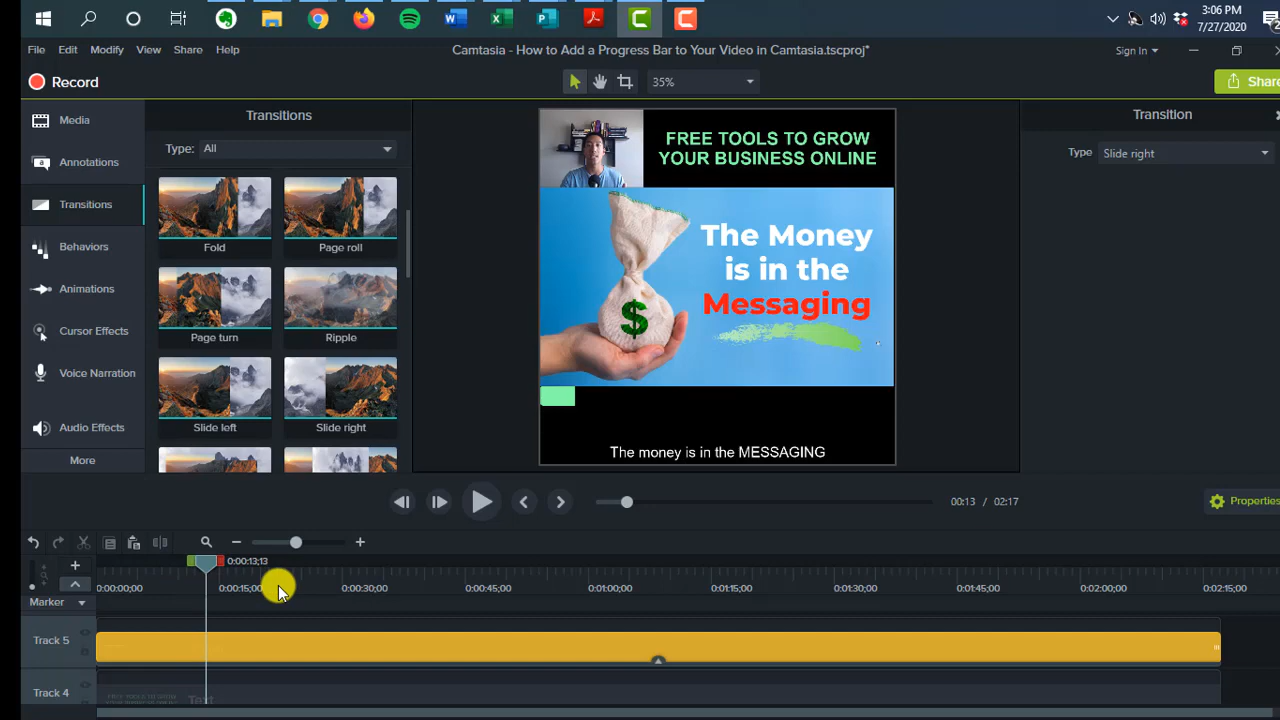 3:06 PM
7/27/2020
File Edit Modify View Share Help
Camtasia - How to Add a Progress Bar to Your Video in Camtasia.tscproj*
Sign In
Record
35%
Share
Media
Annotations
Transitions
Behaviors
Animations
Cursor Effects
Voice Narration
Audio Effects
More
Transitions
Type: All
Fold
Page roll
Page turn
Ripple
Slide left
Slide right
FREE TOOLS TO GROW
YOUR BUSINESS ONLINE
The Money
is in the
Messaging
$
The money is in the MESSAGING
Transition
Type Slide right
00:13 / 02:17
Properties
0:00:13;13
0:00:00;00 0:00:15;00 0:00:30;00 0:00:45;00 0:01:00;00 0:01:15;00 0:01:30;00 0:01:45;00 0:02:00;00 0:02:15;00
Marker
Track 5
Track 4
FREE TOOLS TO GROW
Text